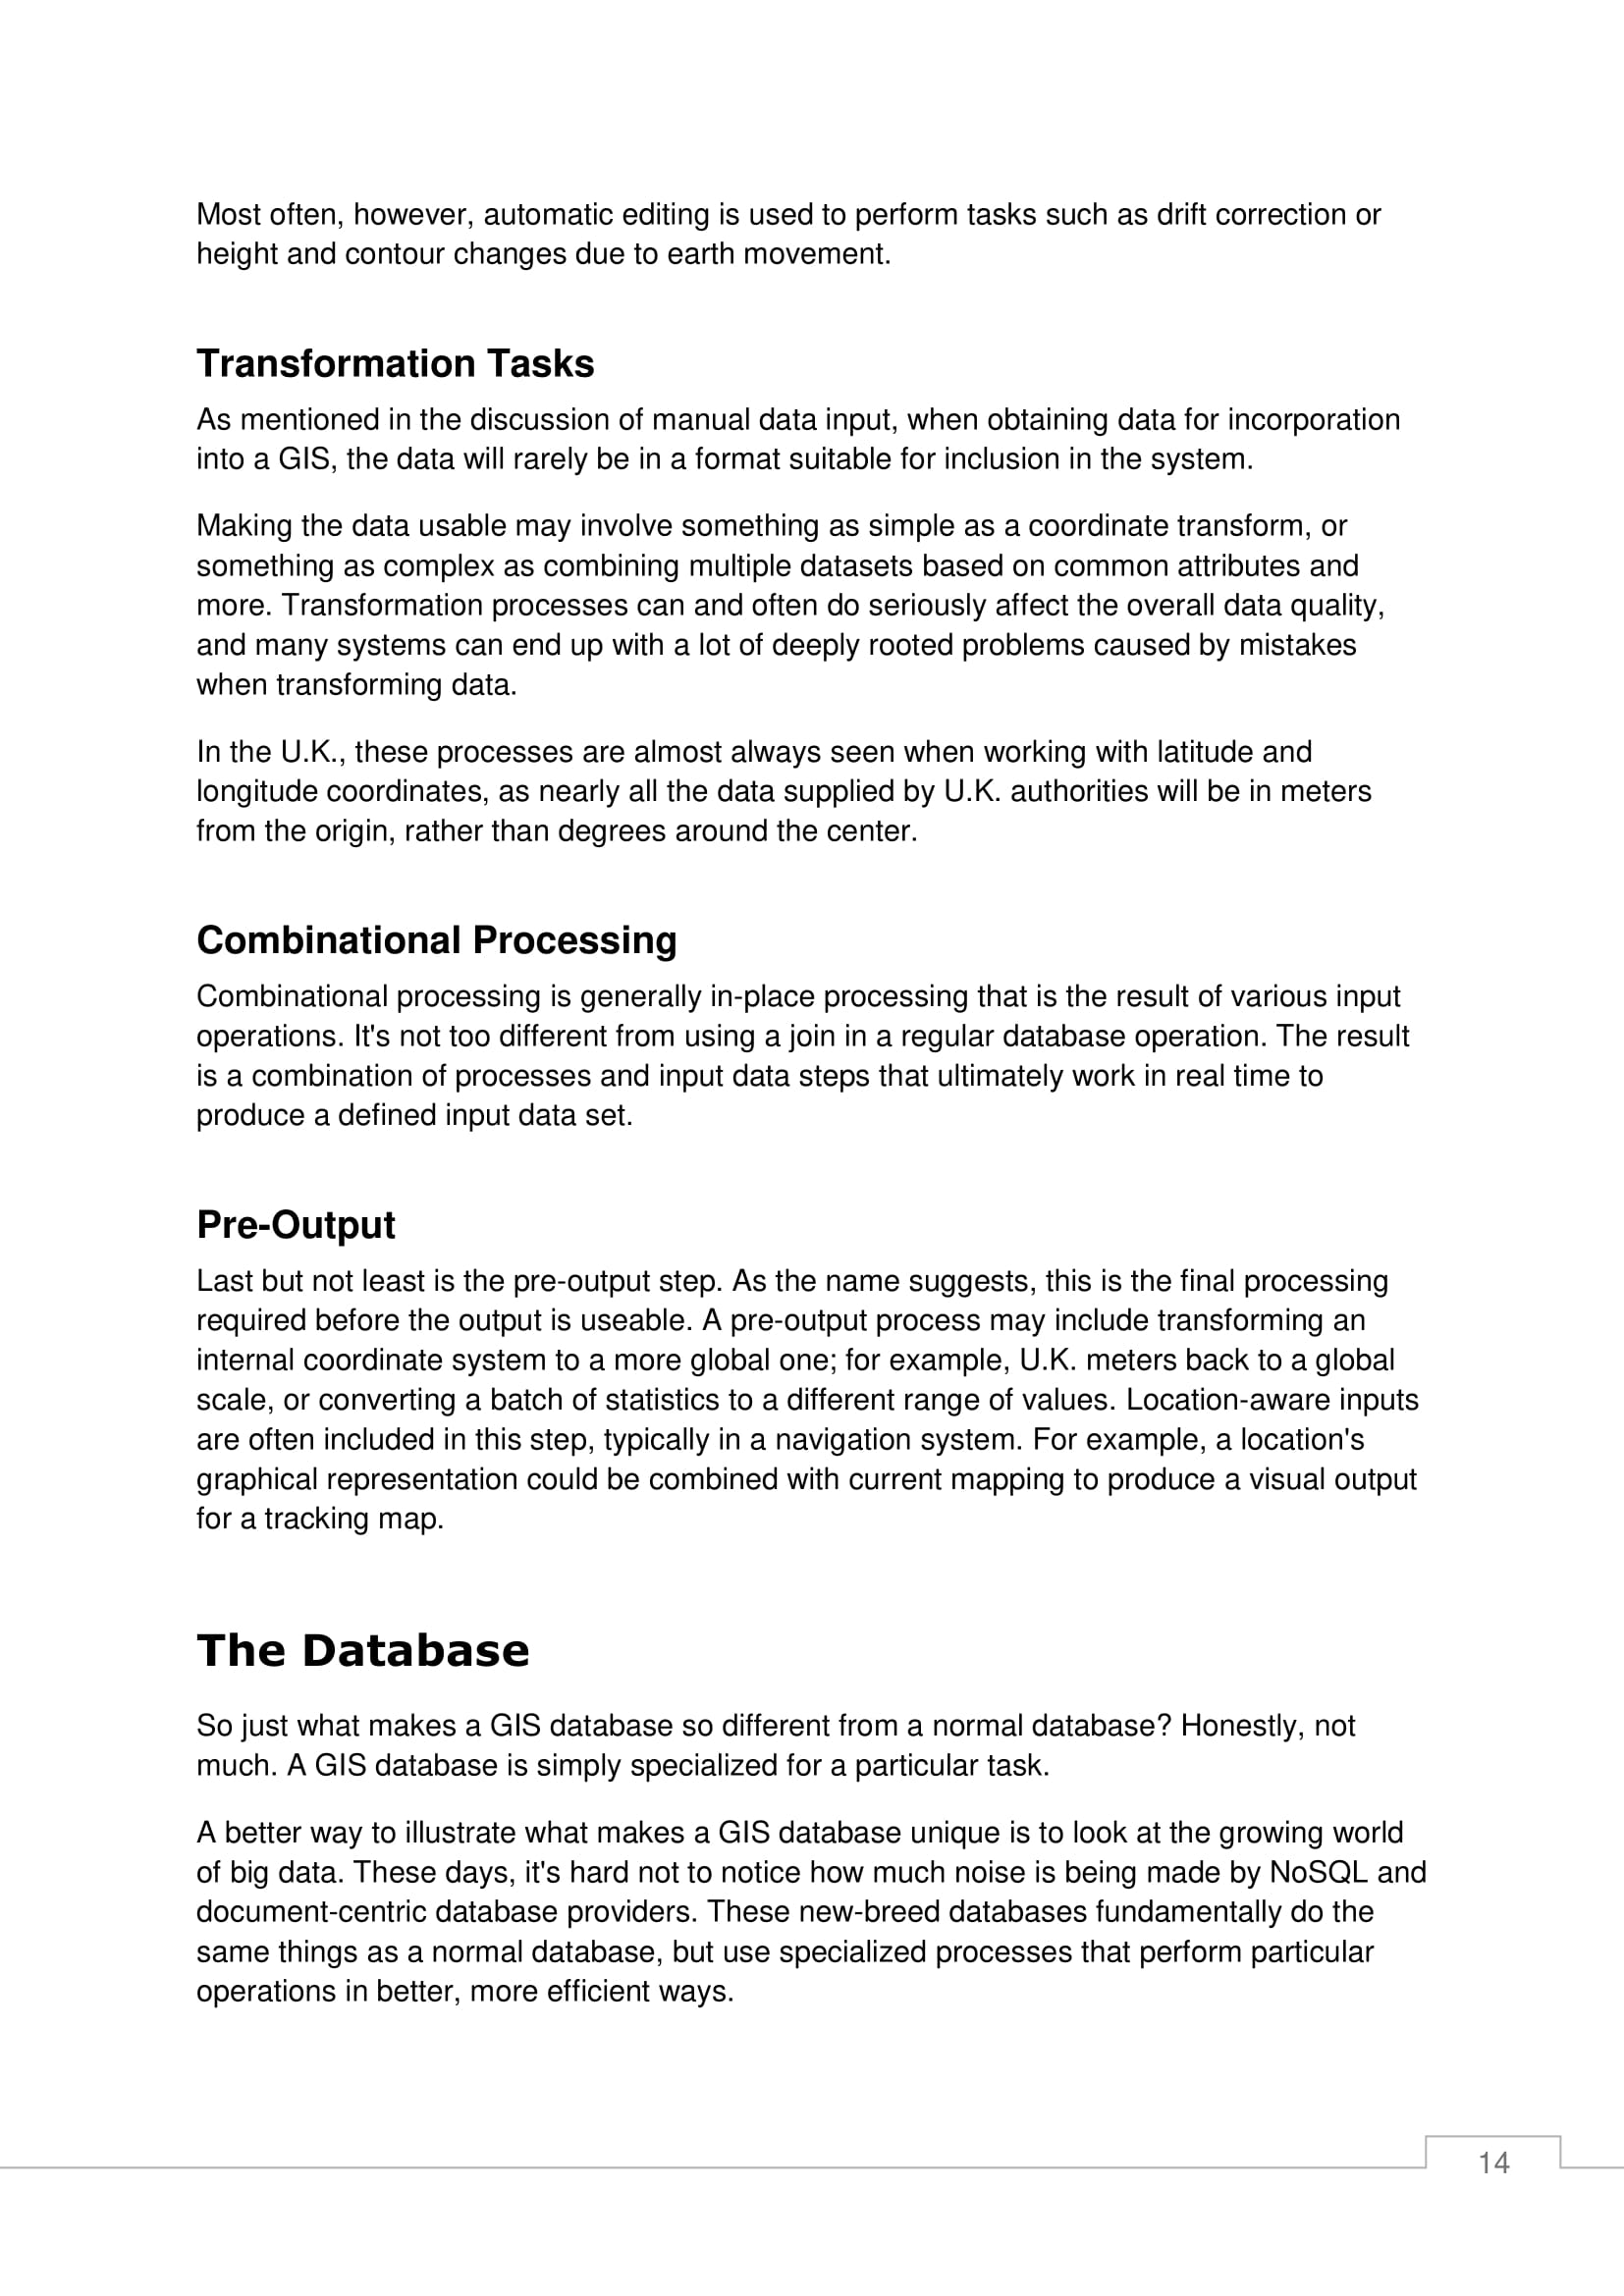 Most often, however, automatic editing is used to perform tasks such as drift correction or
height and contour changes due to earth movement.
Transformation Tasks
As mentioned in the discussion of manual data input, when obtaining data for incorporation
into a GIS, the data will rarely be in a format suitable for inclusion in the system.
Making the data usable may involve something as simple as a coordinate transform, or
something as complex as combining multiple datasets based on common attributes and
more. Transformation processes can and often do seriously affect the overall data quality,
and many systems can end up with a lot of deeply rooted problems caused by mistakes
when transforming data.
In the U.K., these processes are almost always seen when working with latitude and
longitude coordinates, as nearly all the data supplied by U.K. authorities will be in meters
from the origin, rather than degrees around the center.
Combinational Processing
Combinational processing is generally in-place processing that is the result of various input
operations. It's not too different from using a join in a regular database operation. The result
is a combination of processes and input data steps that ultimately work in real time to
produce a defined input data set.
Pre-Output
Last but not least is the pre-output step. As the name suggests, this is the final processing
required before the output is useable. A pre-output process may include transforming an
internal coordinate system to a more global one; for example, U.K. meters back to a global
scale, or converting a batch of statistics to a different range of values. Location-aware inputs
are often included in this step, typically in a navigation system. For example, a location's
graphical representation could be combined with current mapping to produce a visual output
for a tracking map.
The Database
So just what makes a GIS database so different from a normal database? Honestly, not
much. A GIS database is simply specialized for a particular task.
A better way to illustrate what makes a GIS database unique is to look at the growing world
of big data. These days, it's hard not to notice how much noise is being made by NoSQL and
document-centric database providers. These new-breed databases fundamentally do the
same things as a normal database, but use specialized processes that perform particular
operations in better, more efficient ways.
14